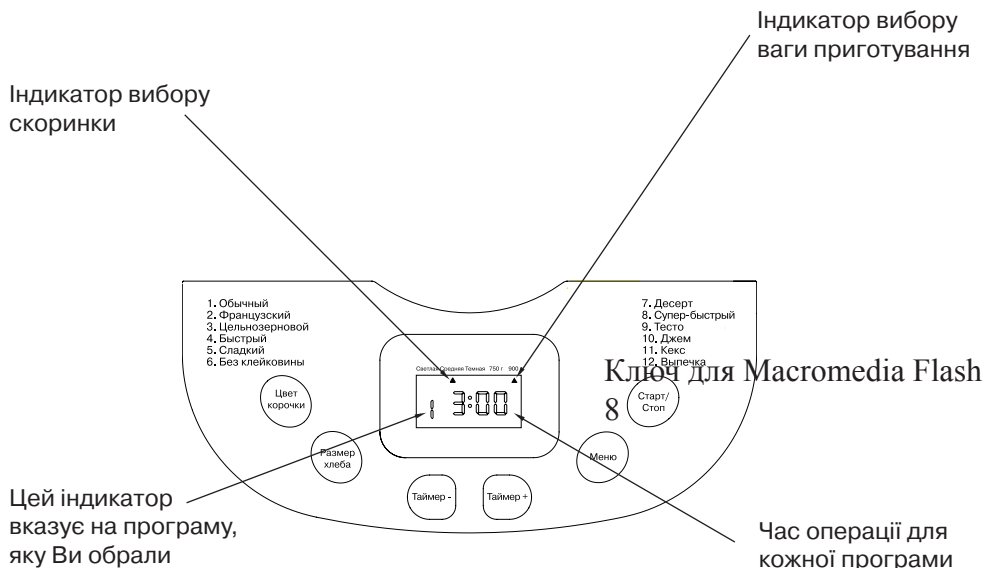 Індикатор вибору
ваги приготування
Індикатор вибору
скоринки
1. Обычный
2. Французский
3. Цельнозерновой
4. Быстрый
5. Сладкий
6. Без клейковины
7. Десерт
8. Супер-быстрый
9. Тесто
10. Джем
11. Кекс
12. Выпечка
Светлая Средняя Темная 750 г 900
Ключ для Macromedia Flash
8
Цвет
корочки
1 3:00
Старт/
Стоп
Размер
хлеба
Меню
Таймер -
Таймер +
Цей індикатор
вказує на програму,
яку Ви обрали
Час операції для
кожної програми